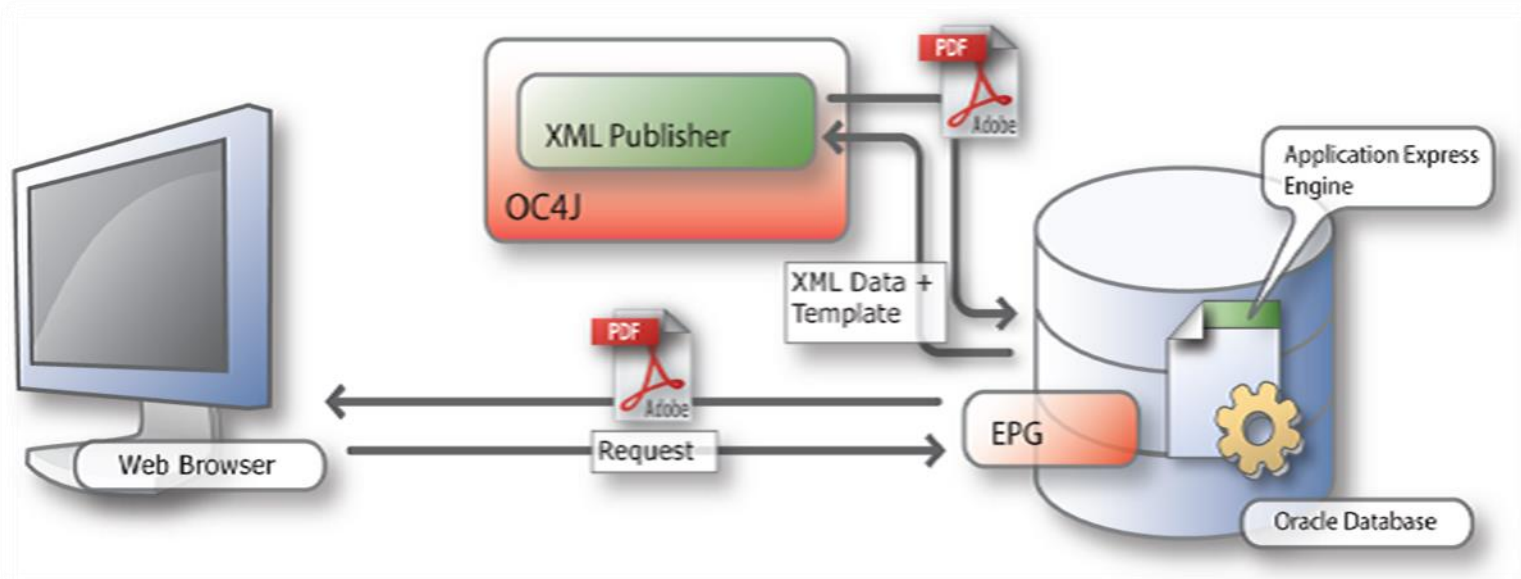 PDF
Adobe
XML Publisher
OC4J
Application Express
Engine
XML Data +
Template
PDF
Adobe
Request
EPG
Web Browser
Oracle Database